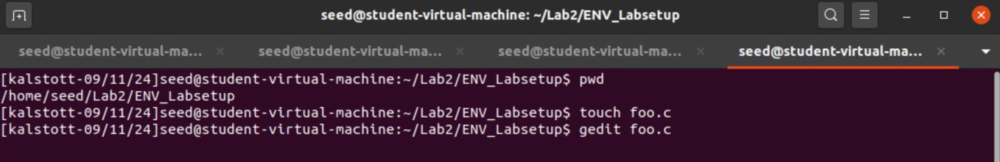 seed@student-virtual-machine: ~/Lab2/ENV_Labsetup
seed@student-virtual-ma... seed@student-virtual-ma... seed@student-virtual-ma... seed@student-virtual-ma...
[kalstott-09/11/24]seed@student-virtual-machine:~/Lab2/ENV_Labsetup$ pwd
/home/seed/Lab2/ENV_Labsetup
[kalstott-09/11/24]seed@student-virtual-machine:~/Lab2/ENV_Labsetup$ touch foo.c
[kalstott-09/11/24]seed@student-virtual-machine:~/Lab2/ENV_Labsetup$ gedit foo.c